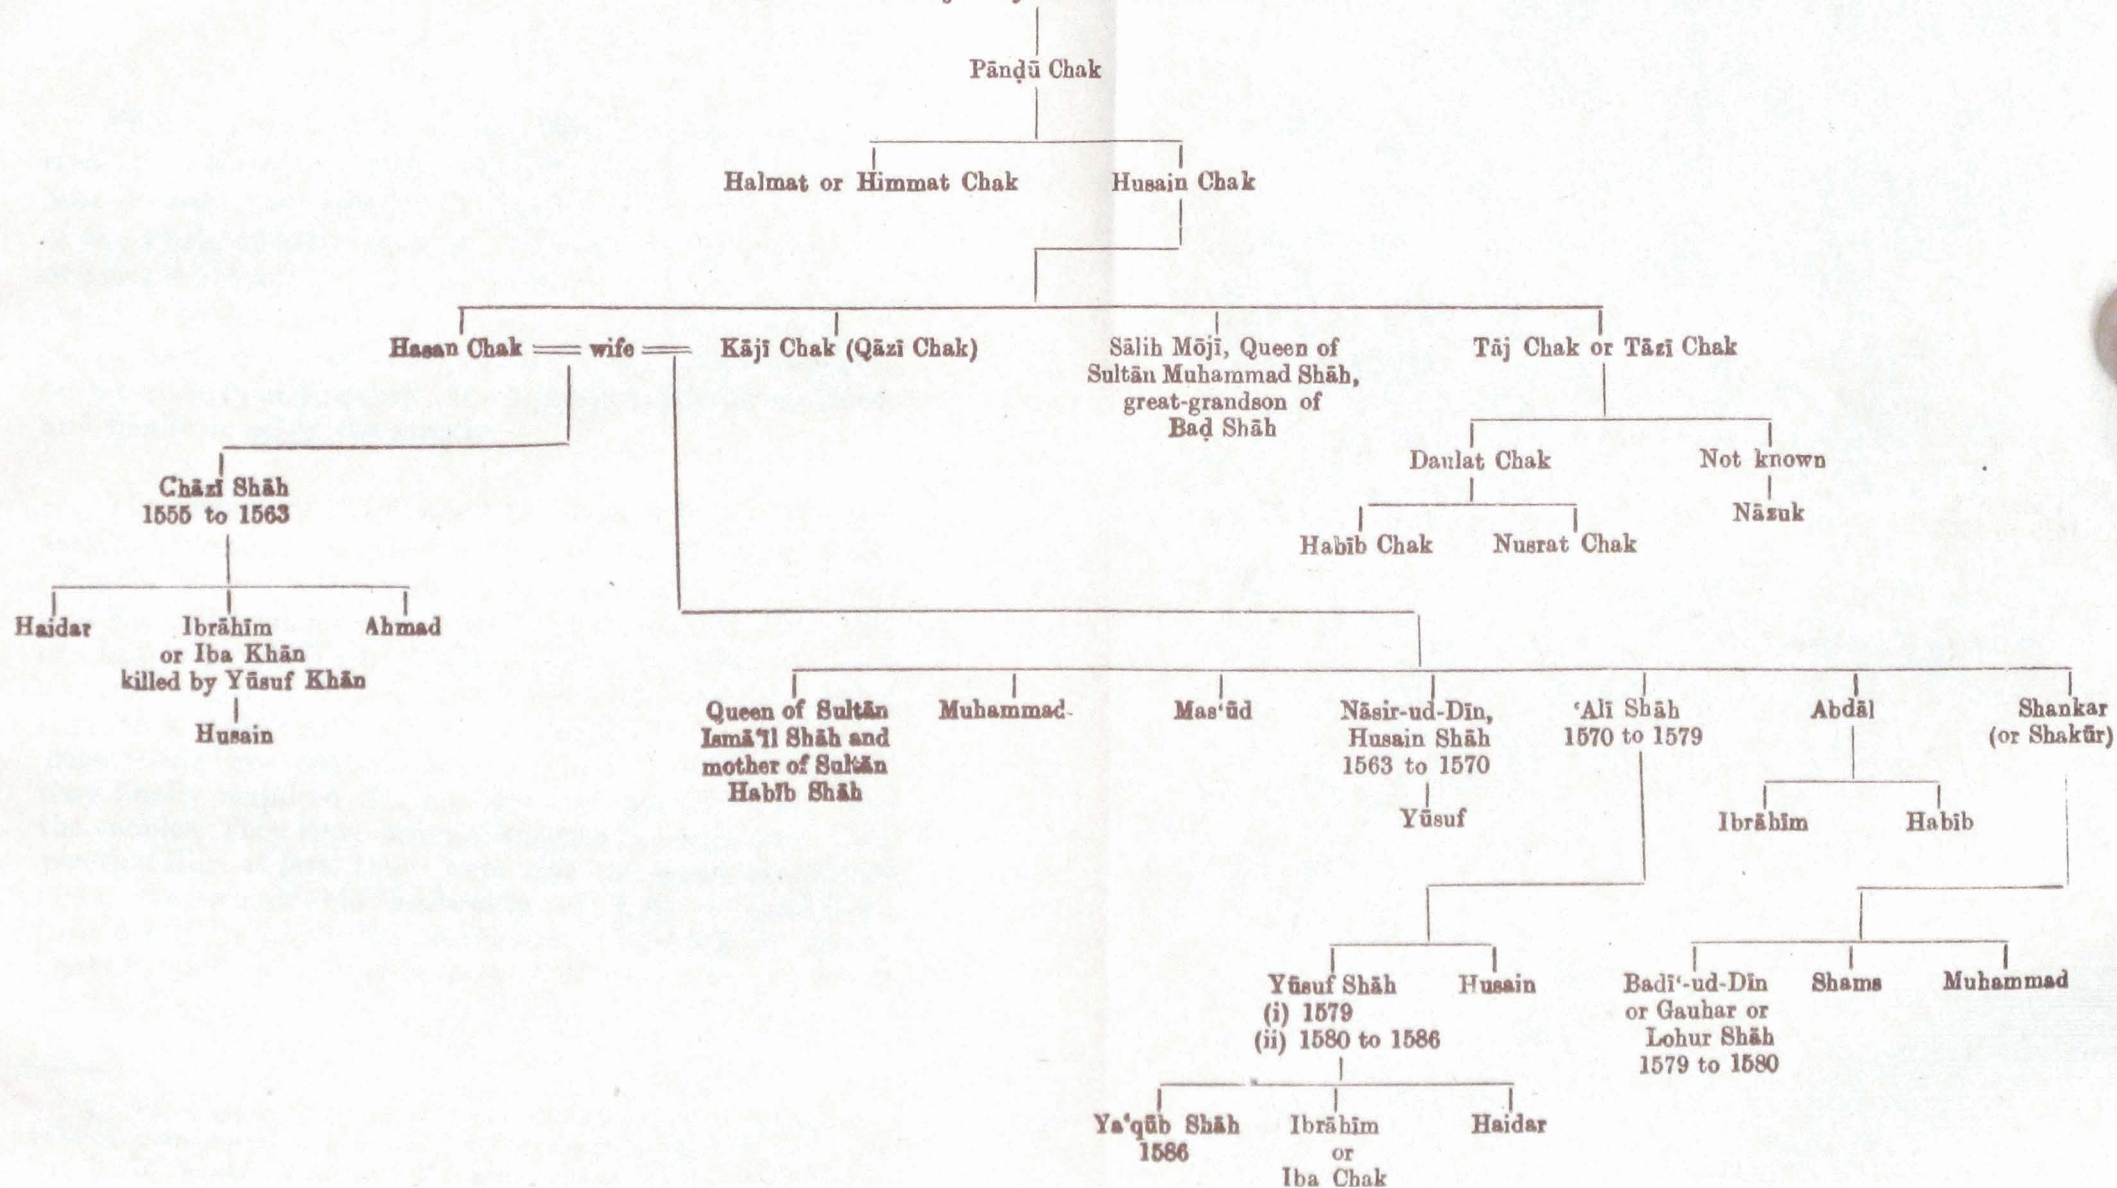 Pāṇḍū Chak
Halmat or Himmat Chak
Husain Chak
Hasan Chak
wife
Kājī Chak (Qāzī Chak)
Sālih Mōjī, Queen of
Sultān Muhammad Shāh,
great-grandson of
Baḍ Shāh
Tāj Chak or Tāzī Chak
Daulat Chak
Not known
Habīb Chak
Nusrat Chak
Nāzuk
Chāzī Shāh
1555 to 1563
Haidar
Ibrāhīm
or Iba Khān
killed by Yūsuf Khān
Ahmad
Husain
Queen of Sultān
Ismā‘īl Shāh and
mother of Sultān
Habīb Shāh
Muhammad
Mas‘ūd
Nāsir-ud-Dīn,
Husain Shāh
1563 to 1570
Yūsuf
‘Alī Shāh
1570 to 1579
Abdāl
Ibrāhīm
Habīb
Shankar
(or Shakūr)
Yūsuf Shāh
(i) 1579
(ii) 1580 to 1586
Husain
Badī‘-ud-Dīn
or Gauhar or
Lohur Shāh
1579 to 1580
Shams
Muhammad
Ya‘qūb Shāh
1586
Ibrāhīm
or
Iba Chak
Haidar